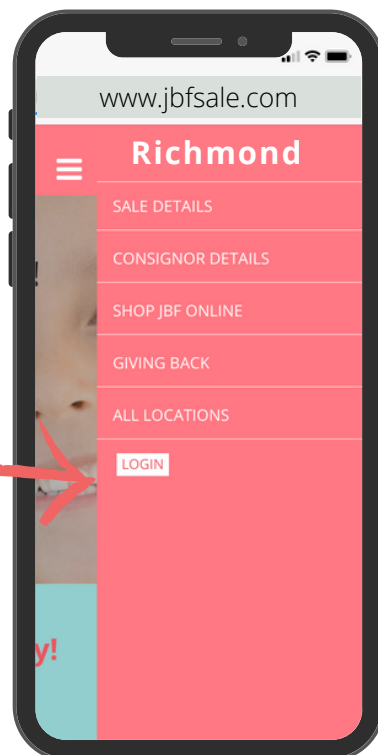 www.jbfsale.com
Richmond
SALE DETAILS
CONSIGNOR DETAILS
SHOP JBF ONLINE
GIVING BACK
ALL LOCATIONS
LOGIN
!
y!